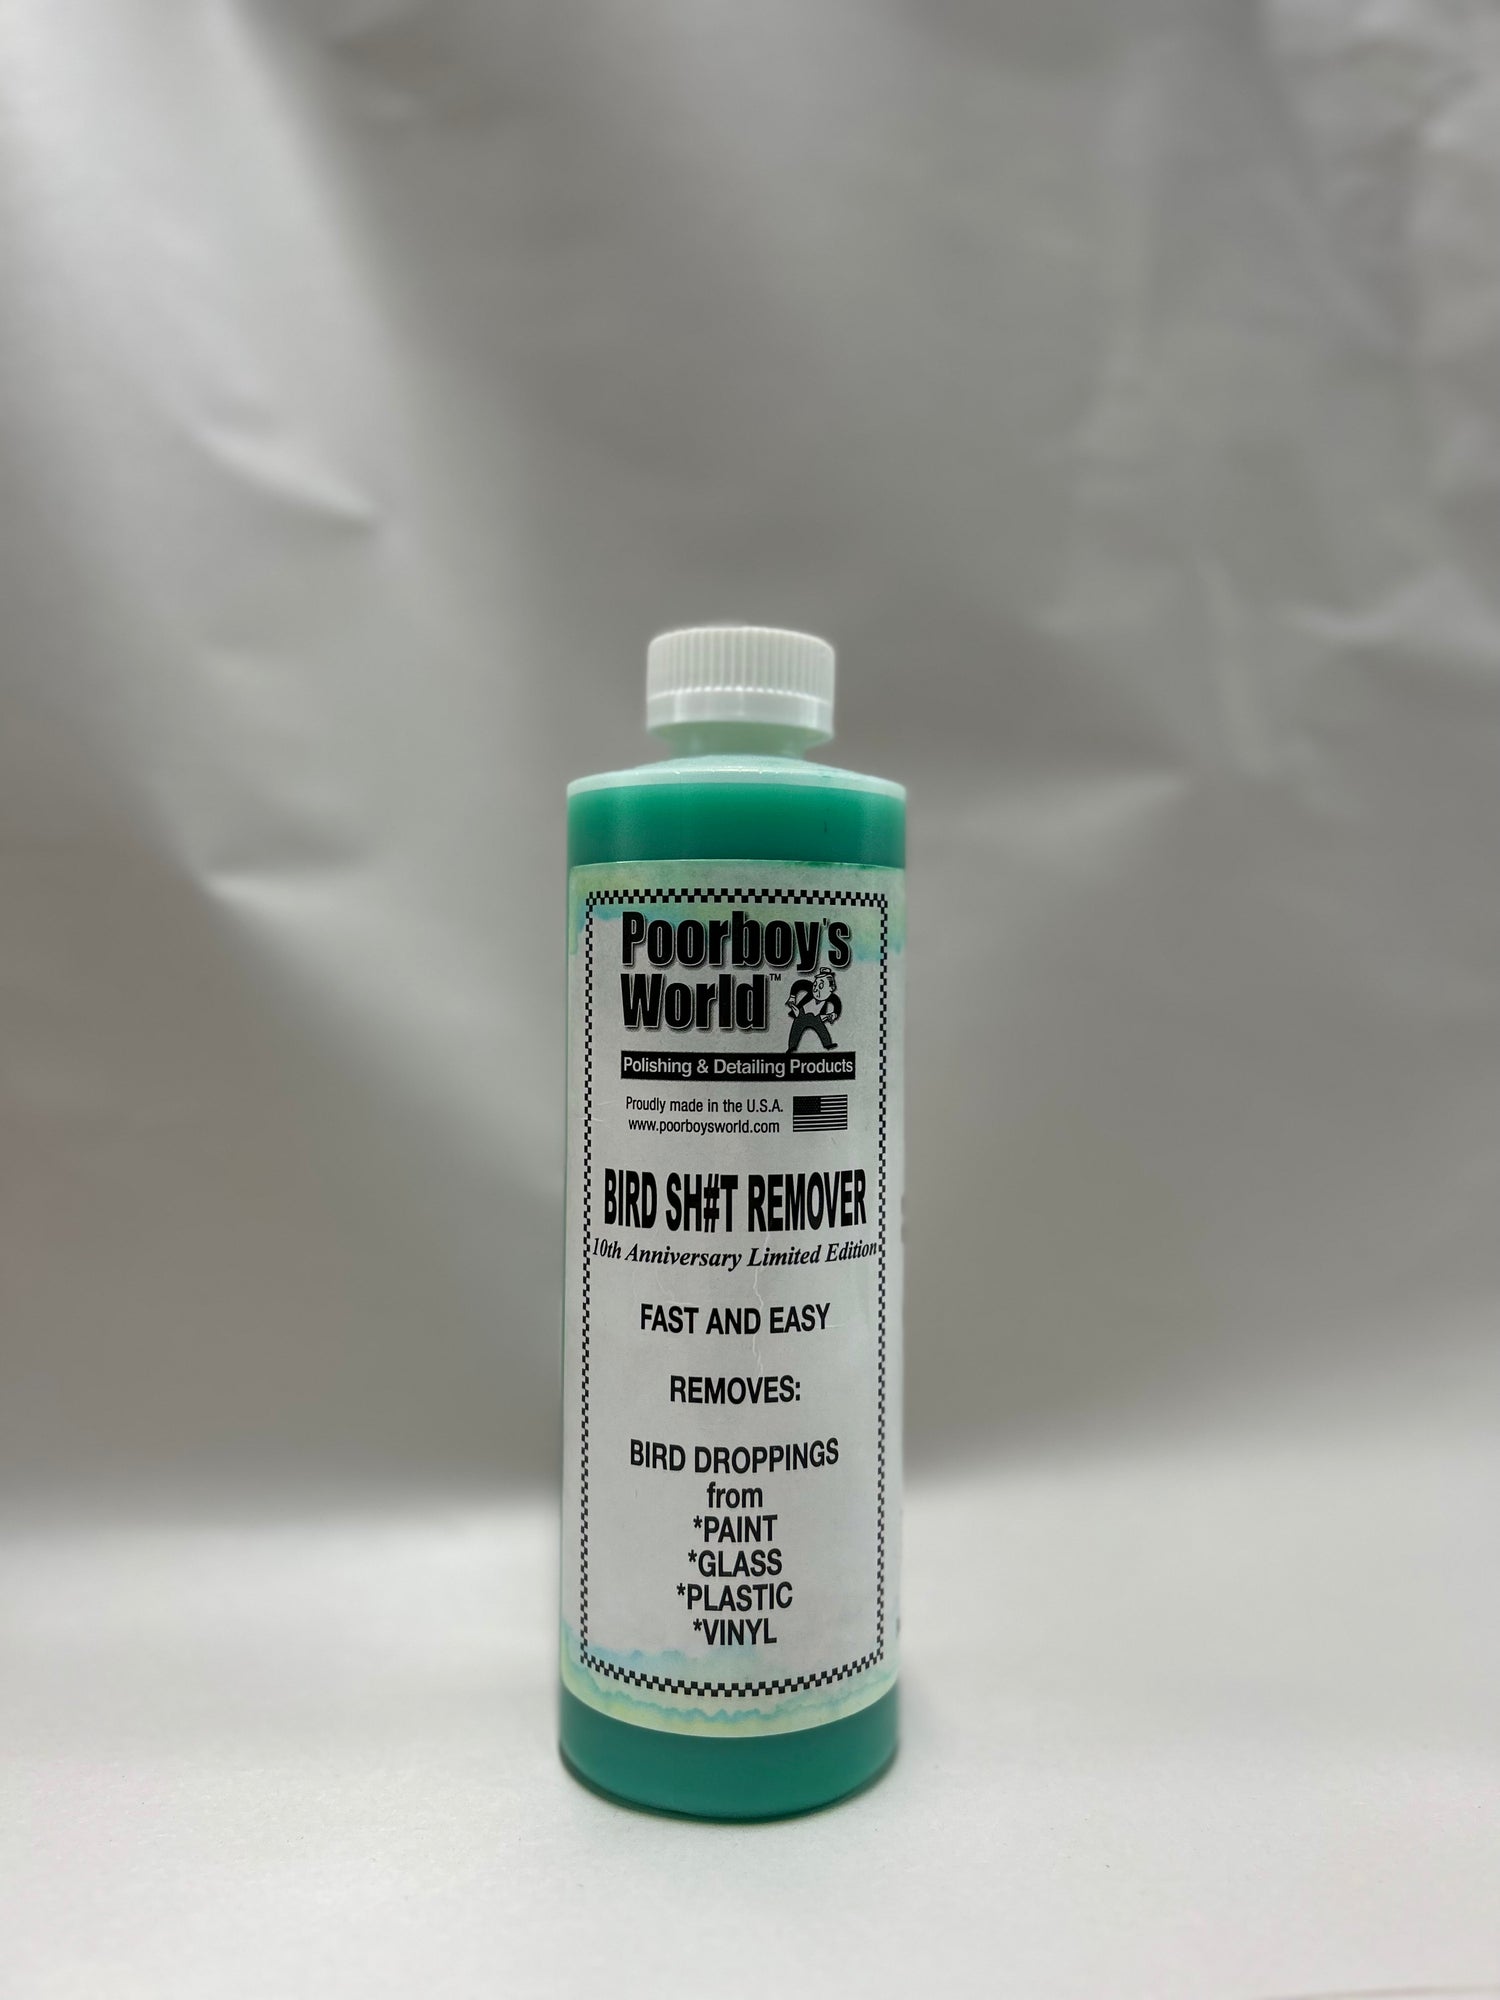 Poorboy's
World™
Polishing & Detailing Products
Proudly made in the U.S.A.
www.poorboysworld.com
BIRD SH#T REMOVER
10th Anniversary Limited Edition
FAST AND EASY
REMOVES:
BIRD DROPPINGS
from
*PAINT
*GLASS
*PLASTIC
*VINYL